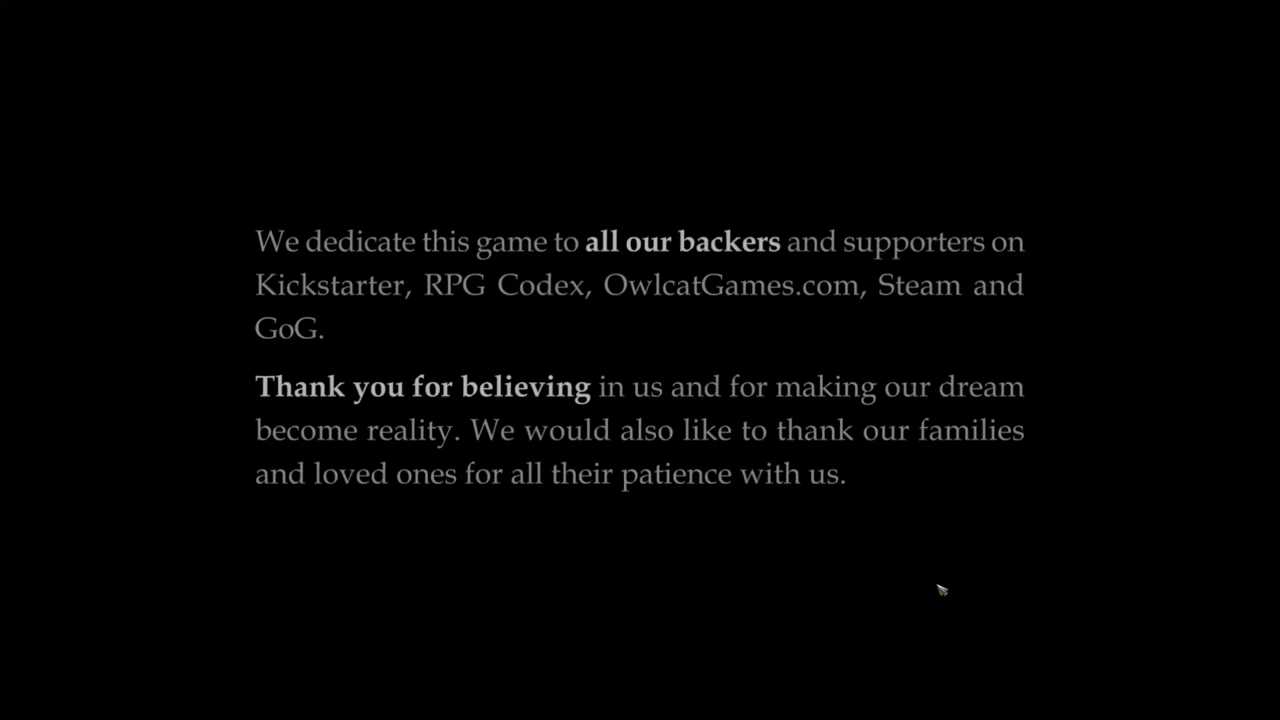 We dedicate this game to all our backers and supporters on
Kickstarter, RPG Codex, OwlcatGames.com, Steam and
GoG.
Thank you for believing in us and for making our dream
become reality. We would also like to thank our families
and loved ones for all their patience with us.